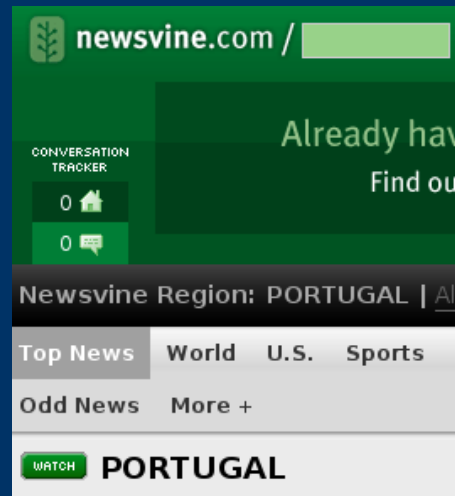 newsvine.com /
Already hav
Find ou
CONVERSATION
TRACKER
0
0
Newsvine Region: PORTUGAL | Al
Top News World U.S. Sports
Odd News More +
WATCH PORTUGAL